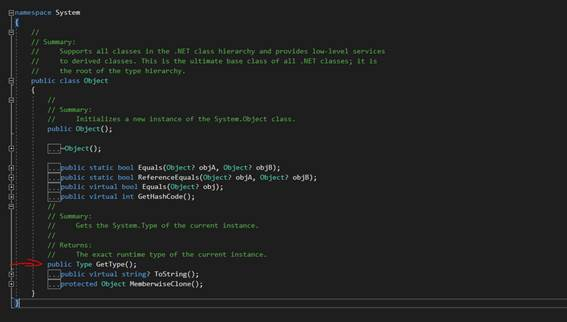 namespace System
{
//
// Summary:
// Supports all classes in the .NET class hierarchy and provides low-level services
// to derived classes. This is the ultimate base class of all .NET classes; it is
// the root of the type hierarchy.
public class Object
{
//
// Summary:
// Initializes a new instance of the System.Object class.
public Object();
...~Object();
...public static bool Equals(Object? objA, Object? objB);
...public static bool ReferenceEquals(Object? objA, Object? objB);
...public virtual bool Equals(Object? obj);
...public virtual int GetHashCode();
//
// Summary:
// Gets the System.Type of the current instance.
//
// Returns:
// The exact runtime type of the current instance.
public Type GetType();
...public virtual string? ToString();
...protected Object MemberwiseClone();
}
}